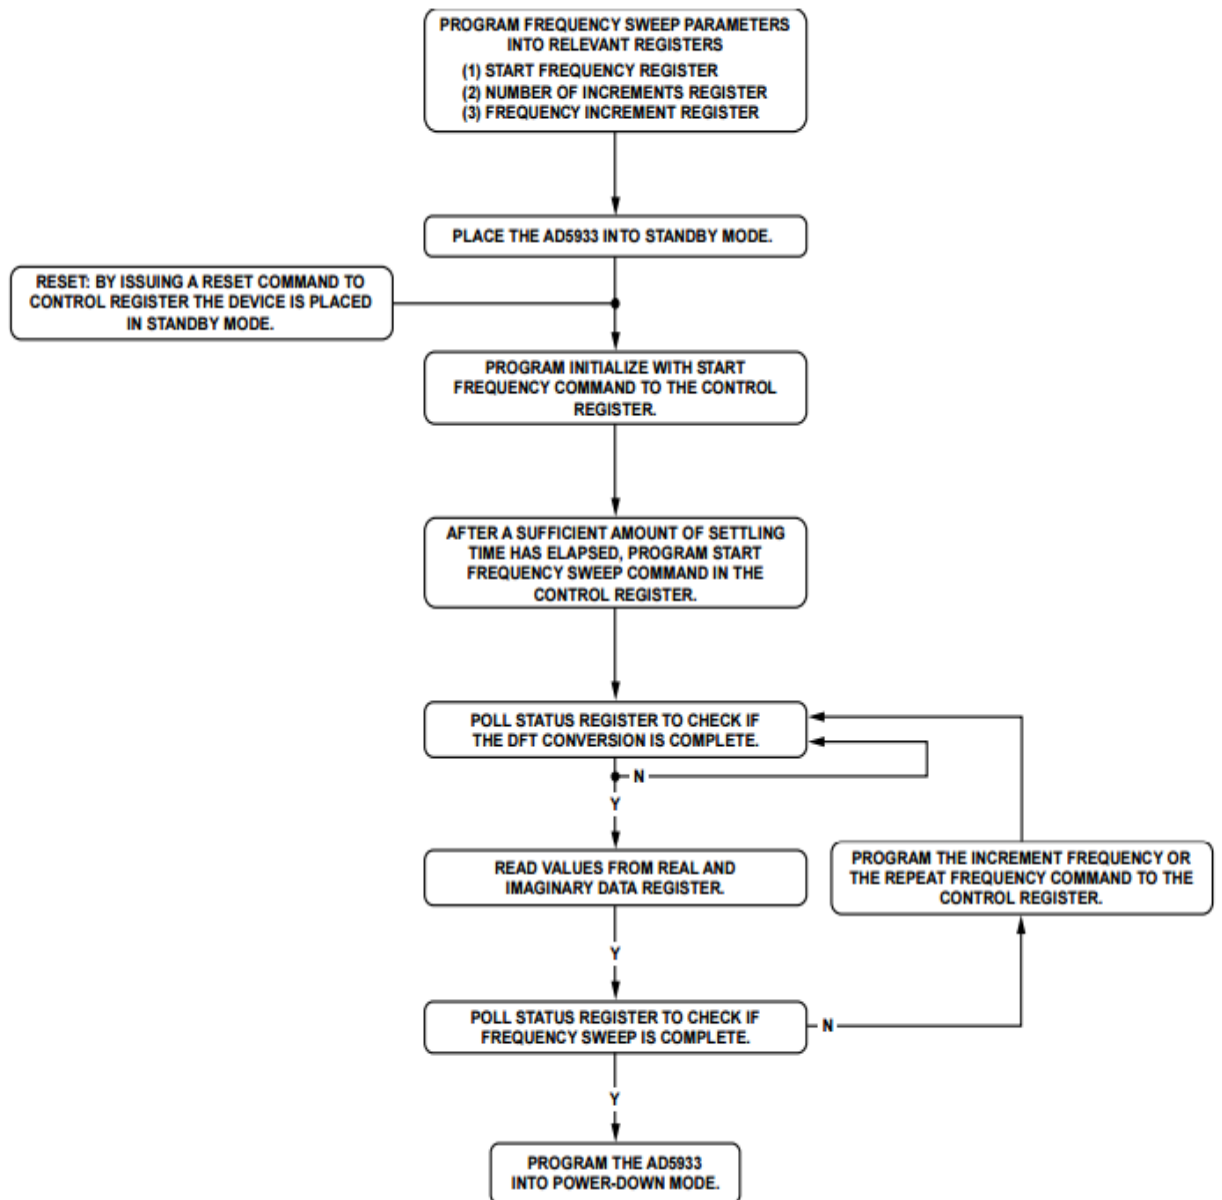 PROGRAM FREQUENCY SWEEP PARAMETERS
INTO RELEVANT REGISTERS
(1) START FREQUENCY REGISTER
(2) NUMBER OF INCREMENTS REGISTER
(3) FREQUENCY INCREMENT REGISTER
PLACE THE AD5933 INTO STANDBY MODE.
RESET: BY ISSUING A RESET COMMAND TO
CONTROL REGISTER THE DEVICE IS PLACED
IN STANDBY MODE.
PROGRAM INITIALIZE WITH START
FREQUENCY COMMAND TO THE CONTROL
REGISTER.
AFTER A SUFFICIENT AMOUNT OF SETTLING
TIME HAS ELAPSED, PROGRAM START
FREQUENCY SWEEP COMMAND IN THE
CONTROL REGISTER.
POLL STATUS REGISTER TO CHECK IF
THE DFT CONVERSION IS COMPLETE.
N
Y
READ VALUES FROM REAL AND
IMAGINARY DATA REGISTER.
PROGRAM THE INCREMENT FREQUENCY OR
THE REPEAT FREQUENCY COMMAND TO THE
CONTROL REGISTER.
Y
POLL STATUS REGISTER TO CHECK IF
FREQUENCY SWEEP IS COMPLETE.
N
Y
PROGRAM THE AD5933
INTO POWER-DOWN MODE.